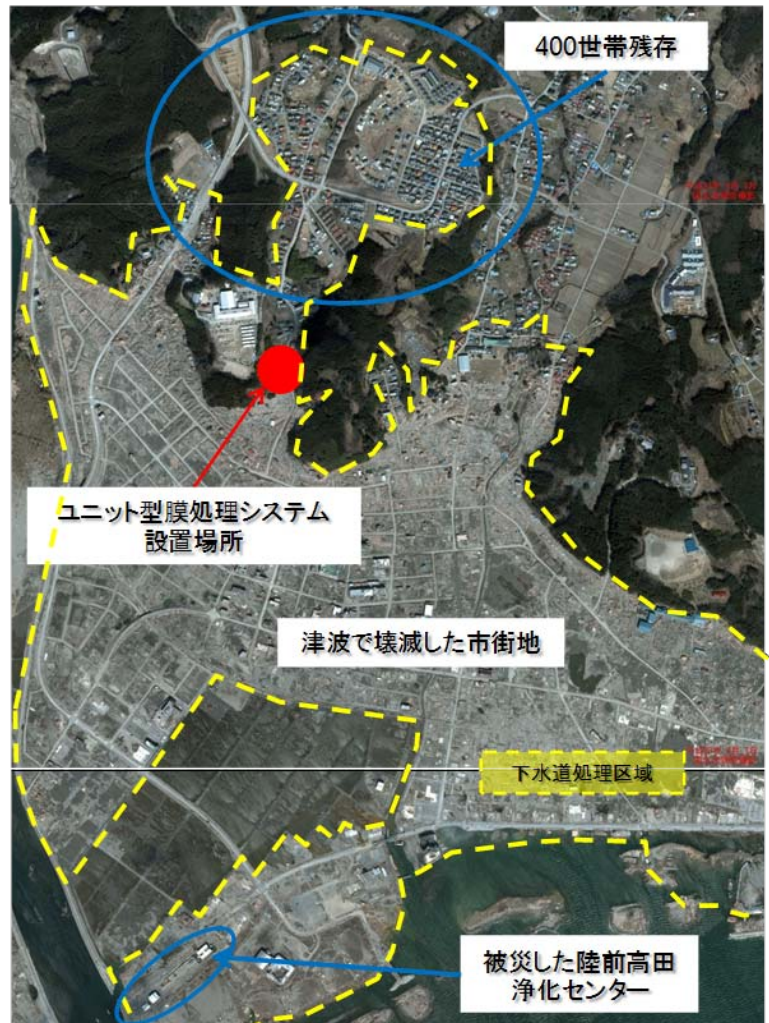 400世帯残存
ユニット型膜処理システム
設置場所
津波で壊滅した市街地
下水道処理区域
被災した陸前高田
浄化センター